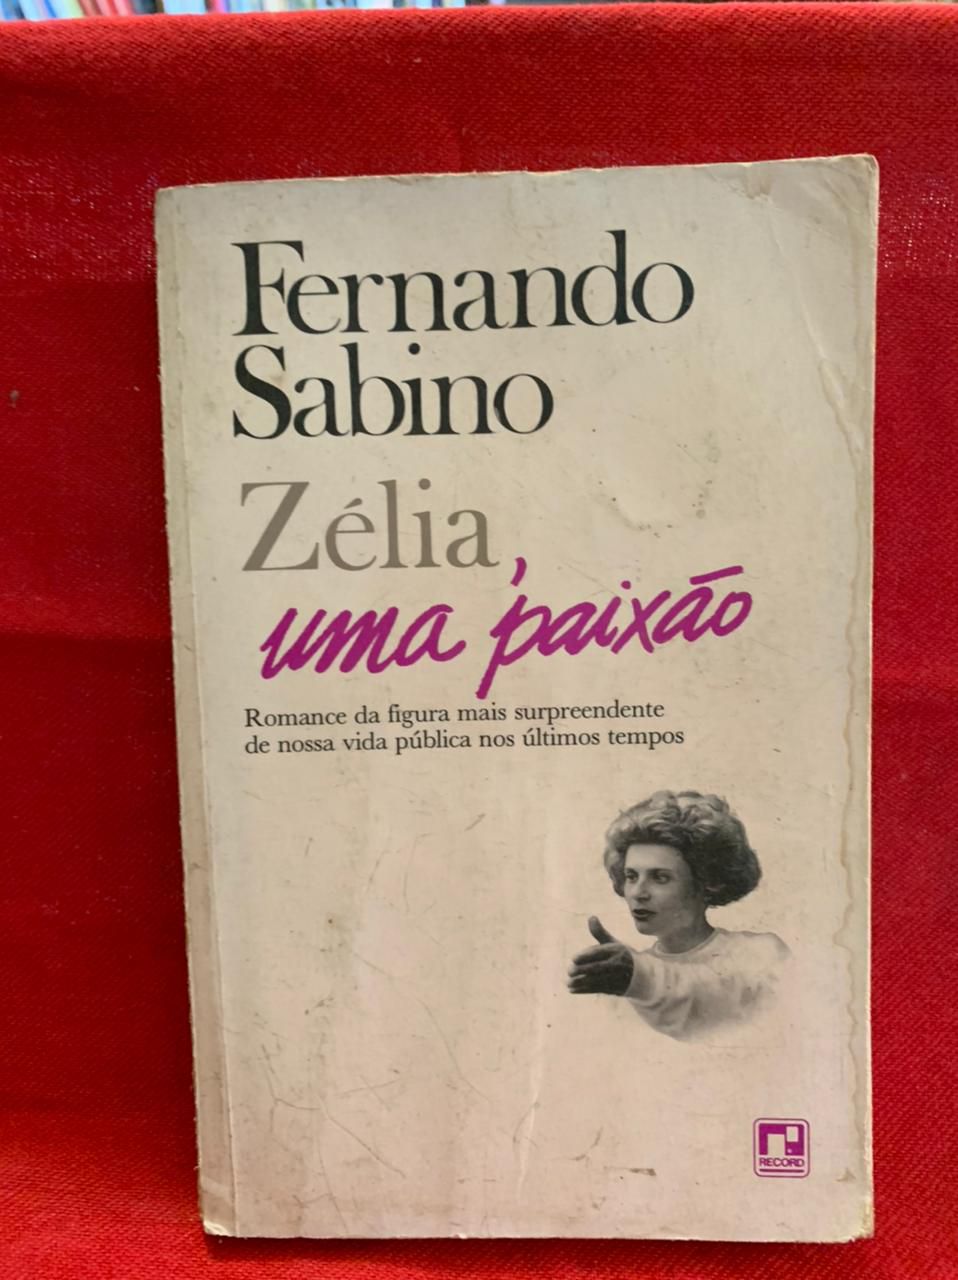 Fernando
Sabino
Zélia,
uma paixão
Romance da figura mais surpreendente
de nossa vida pública nos últimos tempos
RECORD